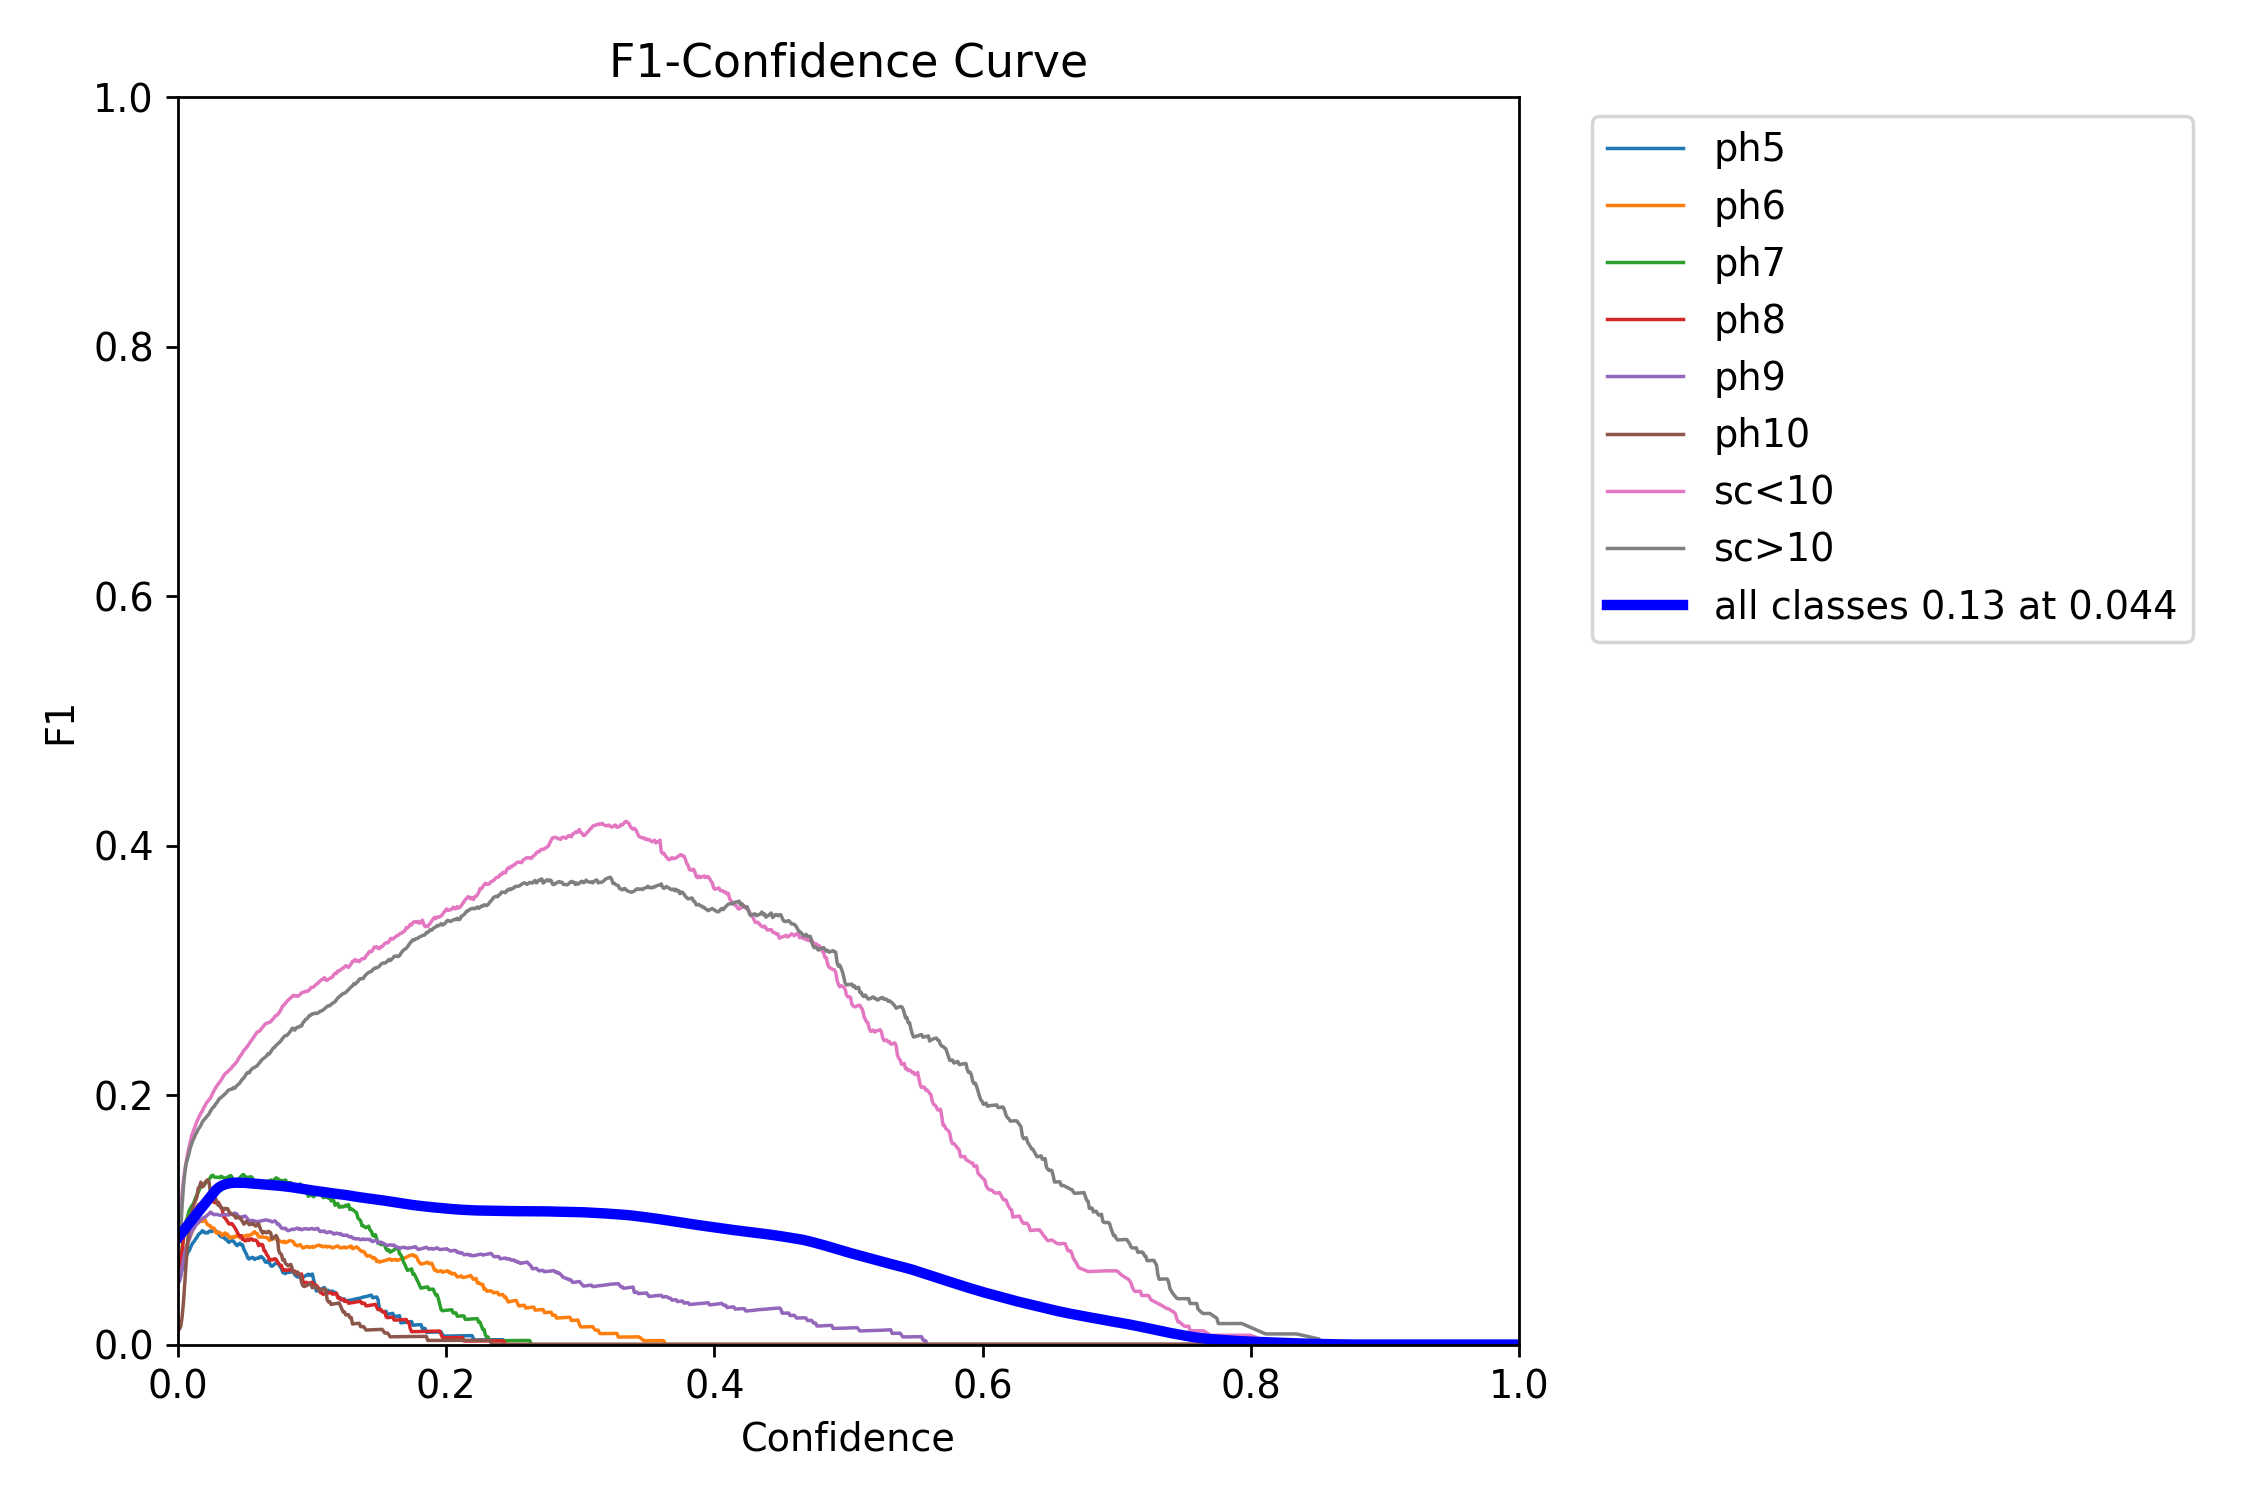 F1-Confidence Curve
1.0
0.8
0.6
0.4
0.2
0.0
F1
0.0 0.2 0.4 0.6 0.8 1.0
Confidence
ph5
ph6
ph7
ph8
ph9
ph10
sc<10
sc>10
all classes 0.13 at 0.044